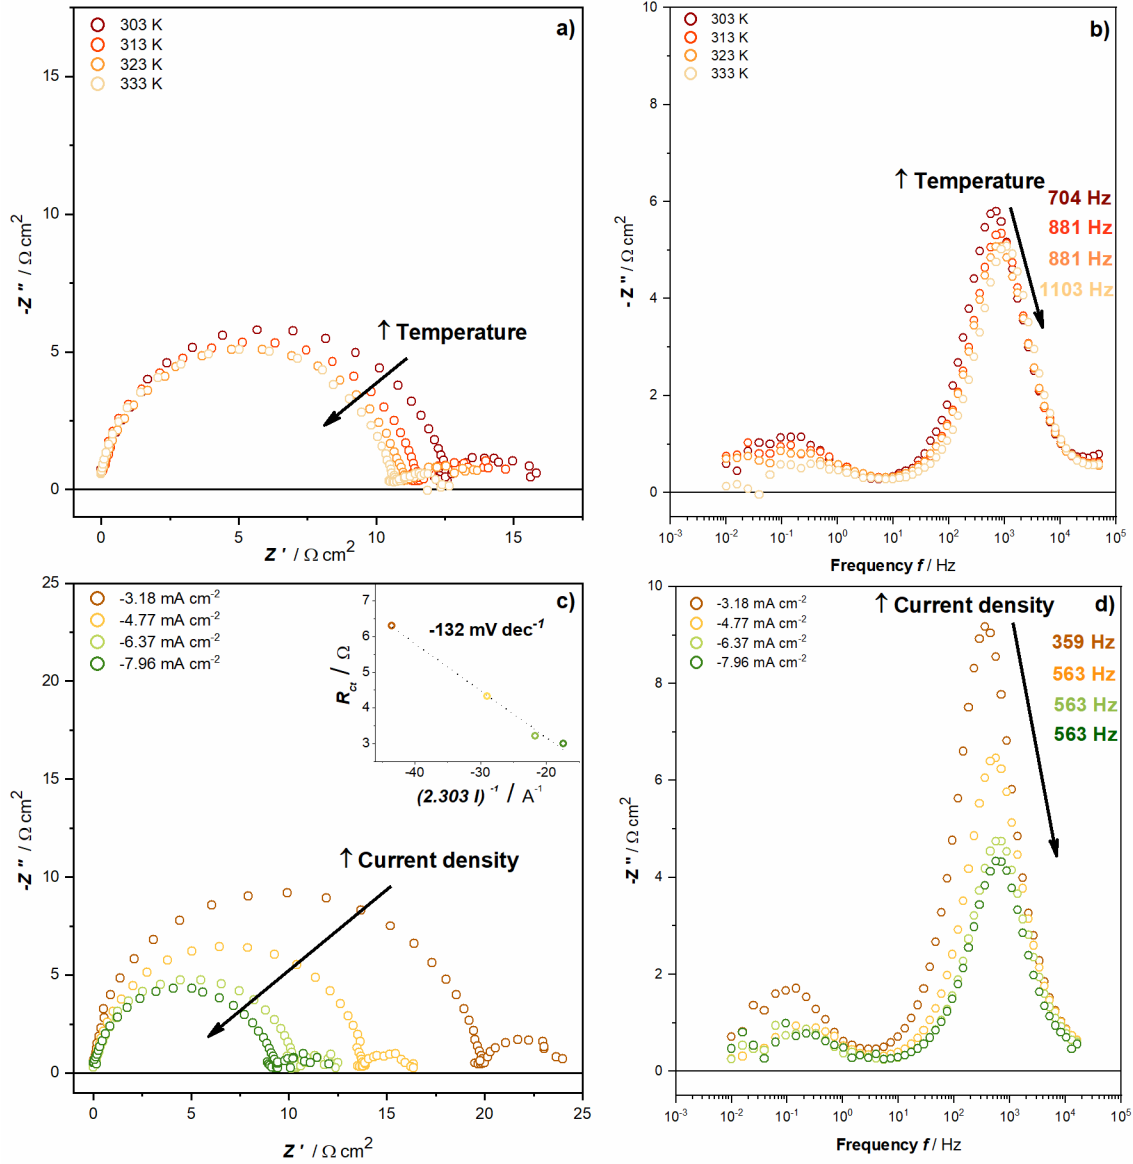 a)
303 K
313 K
323 K
333 K
↑ Temperature
15
10
5
0
-Z'' / Ω cm2
0
5
10
15
Z ' / Ω cm2
b)
303 K
313 K
323 K
333 K
↑ Temperature
704 Hz
881 Hz
881 Hz
1103 Hz
10
8
6
4
2
0
- Z'' / Ω cm2
10-3
10-2
10-1
100
101
102
103
104
105
Frequency f / Hz
c)
-3.18 mA cm-2
-4.77 mA cm-2
-6.37 mA cm-2
-7.96 mA cm-2
-132 mV dec-1
7
6
5
4
3
Rct / Ω
-40
-30
-20
-10
(2.303 I) -1 / A-1
↑ Current density
25
20
15
10
5
0
-Z'' / Ω cm2
0
5
10
15
20
25
Z ' / Ω cm2
d)
-3.18 mA cm-2
-4.77 mA cm-2
-6.37 mA cm-2
-7.96 mA cm-2
↑ Current density
359 Hz
563 Hz
563 Hz
563 Hz
10
8
6
4
2
0
-Z'' / Ω cm2
10-3
10-2
10-1
100
101
102
103
104
105
Frequency f / Hz